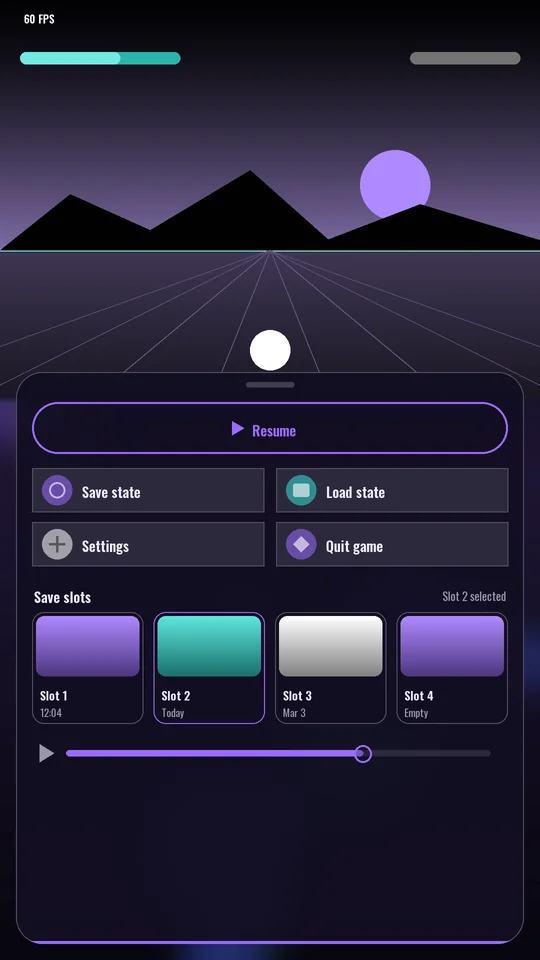 60 FPS
Resume
Save state
Load state
Settings
Quit game
Save slots
Slot 2 selected
Slot 1
12:04
Slot 2
Today
Slot 3
Mar 3
Slot 4
Empty